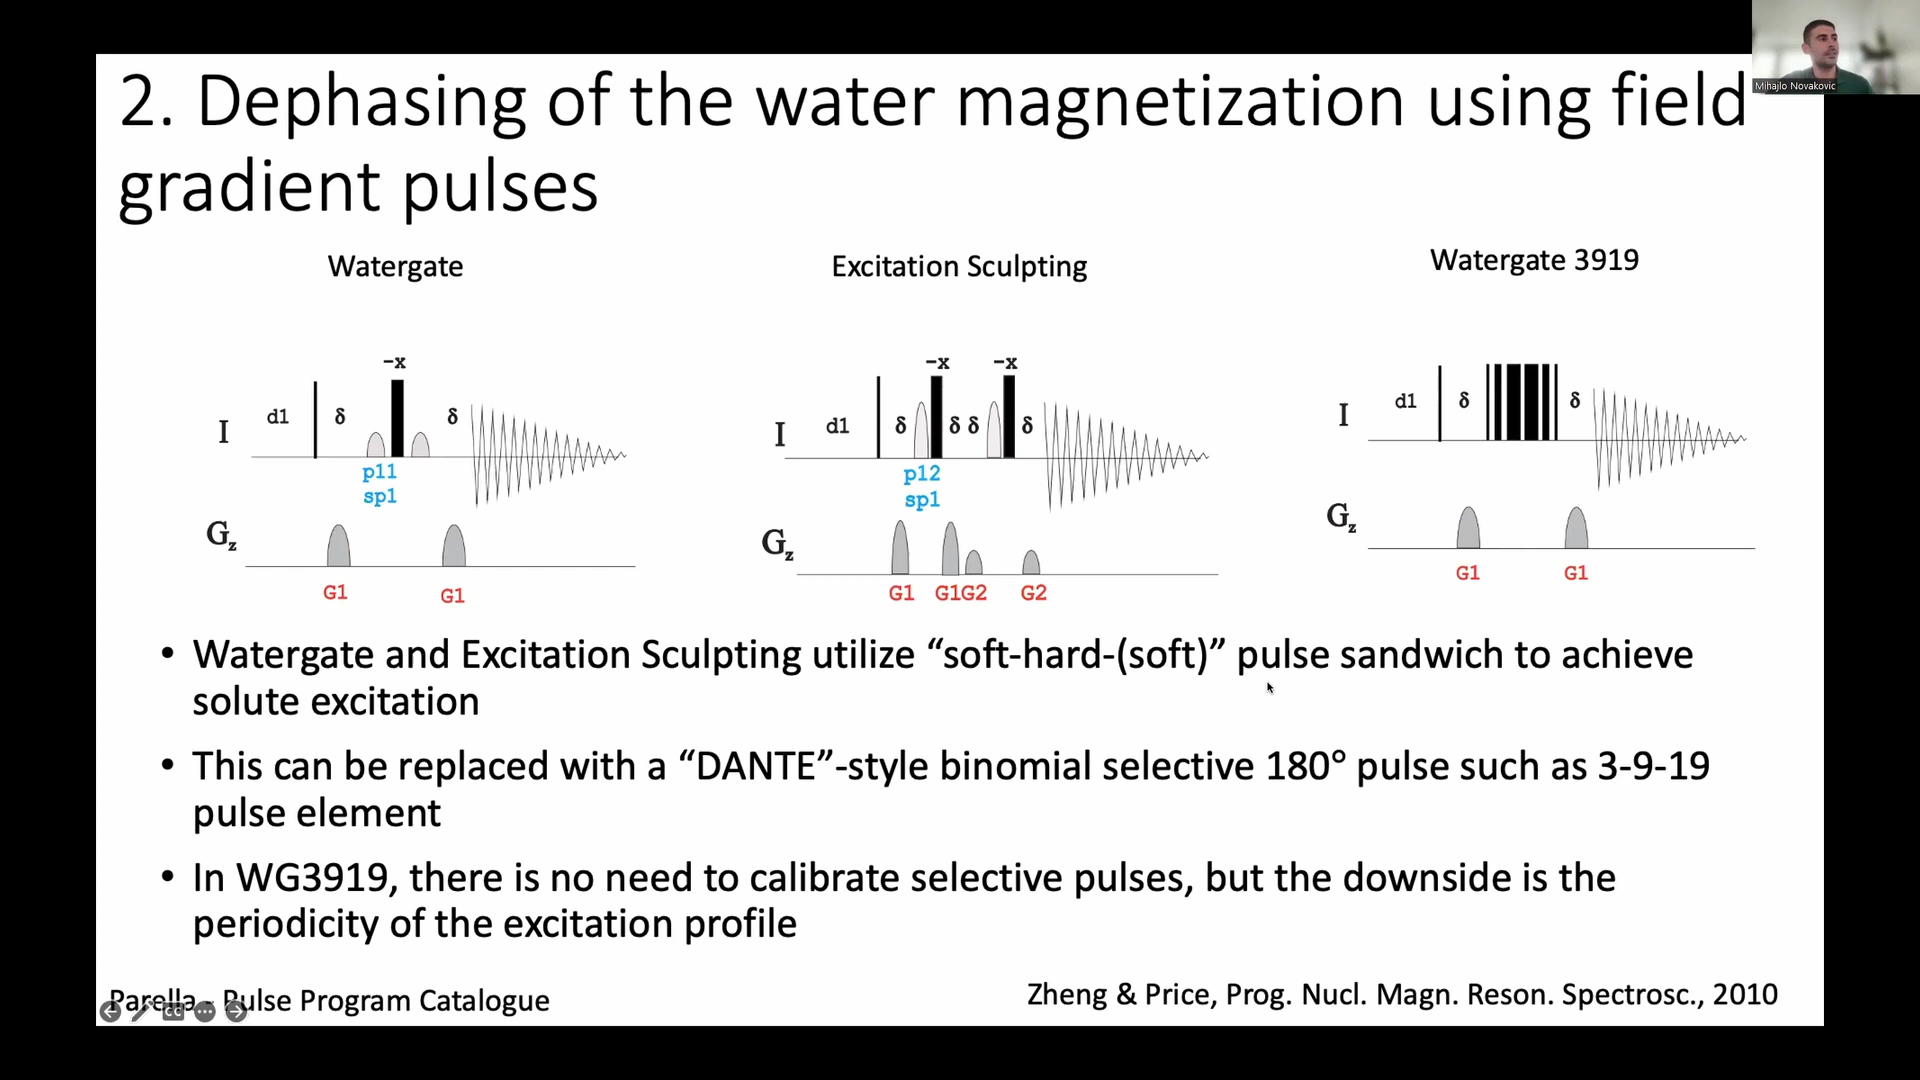 2. Dephasing of the water magnetization using field
gradient pulses
Mihajlo Novakovic
Watergate
-x
I
d1
δ
δ
p11
sp1
Gz
G1
G1
Excitation Sculpting
-x
-x
I
d1
δ
δ δ
δ
p12
sp1
Gz
G1
G1G2
G2
Watergate 3919
I
d1
δ
δ
Gz
G1
G1
• Watergate and Excitation Sculpting utilize “soft-hard-(soft)” pulse sandwich to achieve
solute excitation
• This can be replaced with a “DANTE”-style binomial selective 180° pulse such as 3-9-19
pulse element
• In WG3919, there is no need to calibrate selective pulses, but the downside is the
periodicity of the excitation profile
Parella - Pulse Program Catalogue
Zheng & Price, Prog. Nucl. Magn. Reson. Spectrosc., 2010
CC